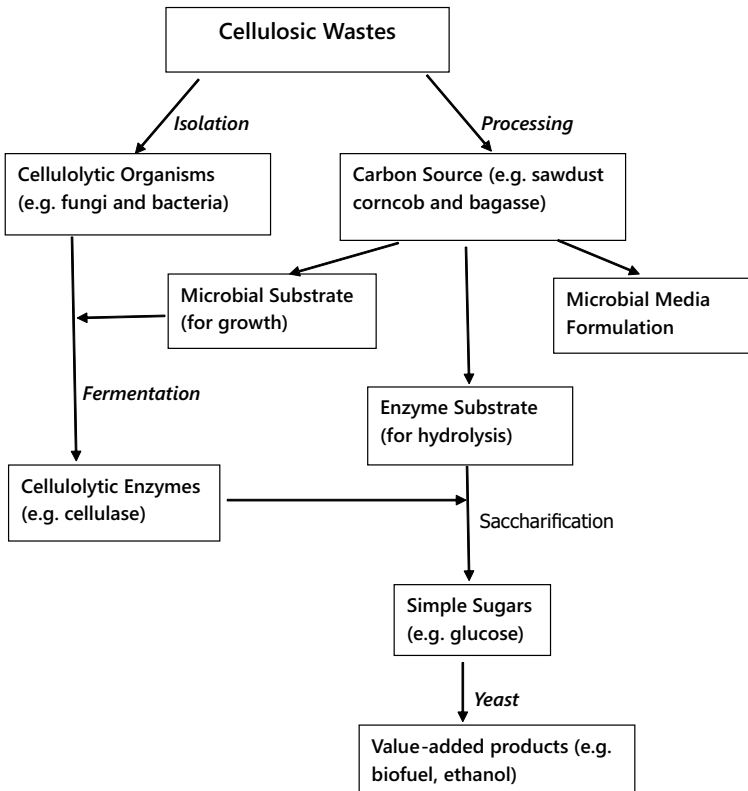 Cellulosic Wastes
Isolation
Processing
Cellulolytic Organisms
(e.g. fungi and bacteria)
Carbon Source (e.g. sawdust
corncob and bagasse)
Microbial Substrate
(for growth)
Microbial Media
Formulation
Fermentation
Enzyme Substrate
(for hydrolysis)
Cellulolytic Enzymes
(e.g. cellulase)
Saccharification
Simple Sugars
(e.g. glucose)
Yeast
Value-added products (e.g.
biofuel, ethanol)